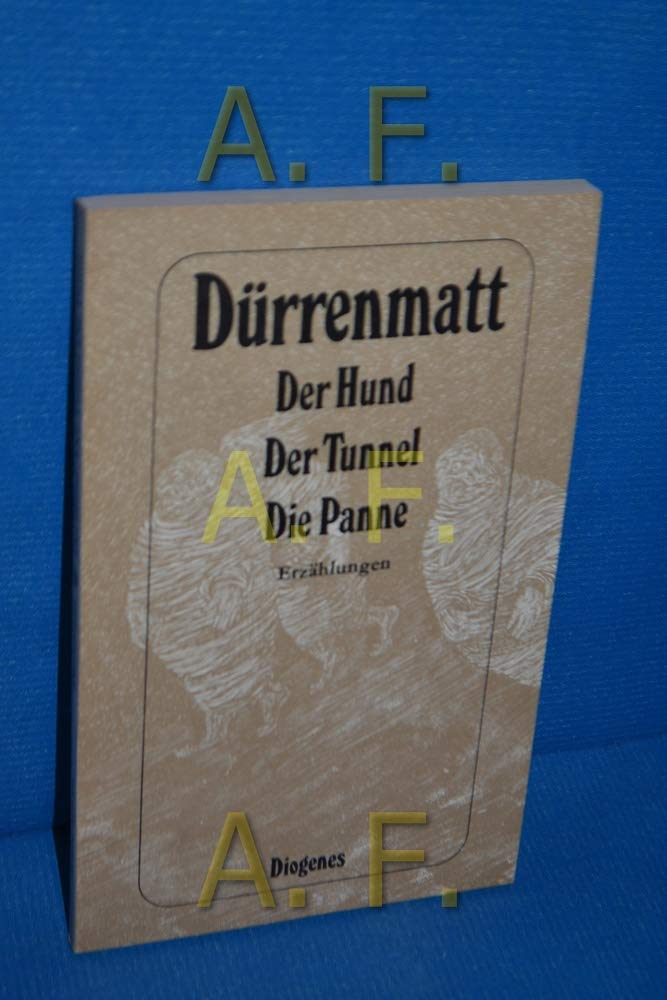 A. F.
Dürrenmatt
Der Hund
Der Tunnel
A. F.
Die Panne
Erzählungen
A. F.
Diogenes